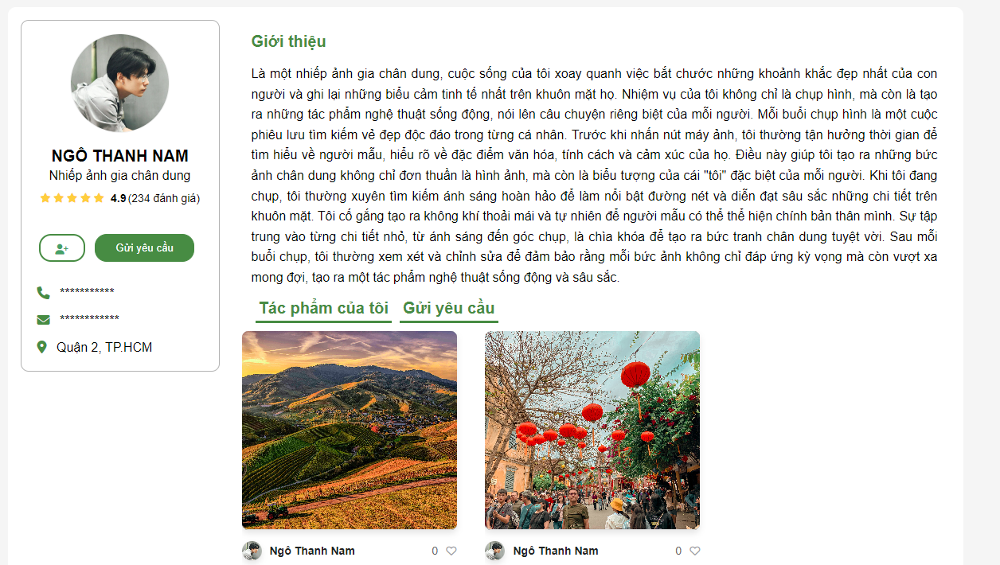 NGÔ THANH NAM
Nhiếp ảnh gia chân dung
4.9 (234 đánh giá)
Gửi yêu cầu
***********
************
Quận 2, TP.HCM
Giới thiệu
Là một nhiếp ảnh gia chân dung, cuộc sống của tôi xoay quanh việc bắt chước những khoảnh khắc đẹp nhất của con
người và ghi lại những biểu cảm tinh tế nhất trên khuôn mặt họ. Nhiệm vụ của tôi không chỉ là chụp hình, mà còn là tạo
ra những tác phẩm nghệ thuật sống động, nói lên câu chuyện riêng biệt của mỗi người. Mỗi buổi chụp hình là một cuộc
phiêu lưu tìm kiếm vẻ đẹp độc đáo trong từng cá nhân. Trước khi nhấn nút máy ảnh, tôi thường tận hưởng thời gian để
tìm hiểu về người mẫu, hiểu rõ về đặc điểm văn hóa, tính cách và cảm xúc của họ. Điều này giúp tôi tạo ra những bức
ảnh chân dung không chỉ đơn thuần là hình ảnh, mà còn là biểu tượng của cái "tôi" đặc biệt của mỗi người. Khi tôi đang
chụp, tôi thường xuyên tìm kiếm ánh sáng hoàn hảo để làm nổi bật đường nét và diễn đạt sâu sắc những chi tiết trên
khuôn mặt. Tôi cố gắng tạo ra không khí thoải mái và tự nhiên để người mẫu có thể thể hiện chính bản thân mình. Sự tập
trung vào từng chi tiết nhỏ, từ ánh sáng đến góc chụp, là chìa khóa để tạo ra bức tranh chân dung tuyệt vời. Sau mỗi
buổi chụp, tôi thường xem xét và chỉnh sửa để đảm bảo rằng mỗi bức ảnh không chỉ đáp ứng kỳ vọng mà còn vượt xa
mong đợi, tạo ra một tác phẩm nghệ thuật sống động và sâu sắc.
Tác phẩm của tôi Gửi yêu cầu
Ngô Thanh Nam 0
Ngô Thanh Nam 0